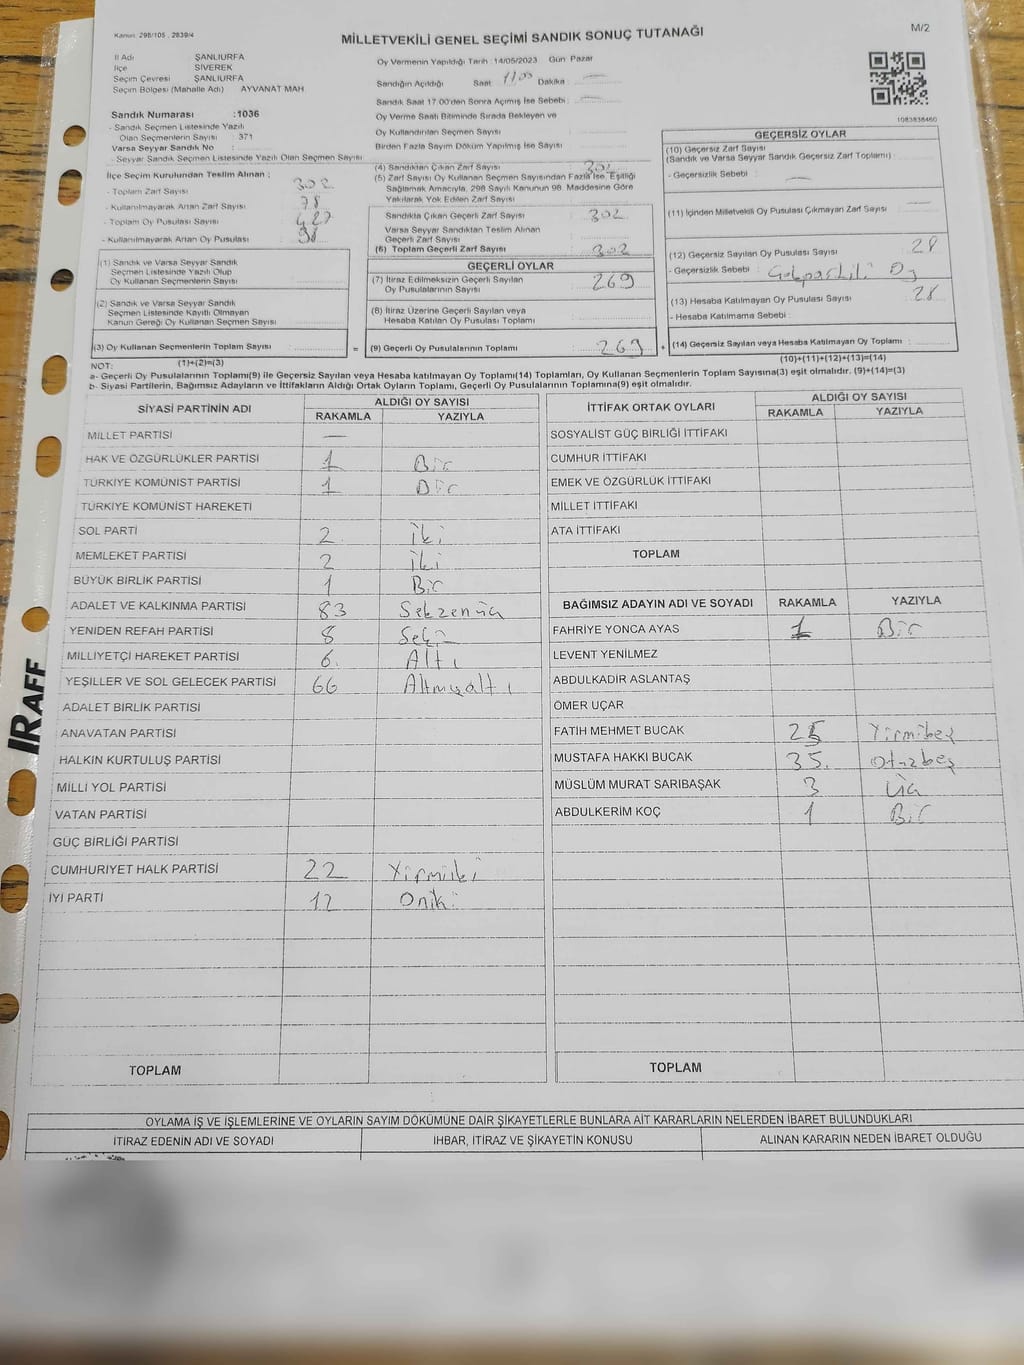 Kanun: 298/105 , 2839/4
M/2
MİLLETVEKİLİ GENEL SEÇİMİ SANDIK SONUÇ TUTANAĞI
İl Adı ŞANLIURFA
İlçe SİVEREK
Seçim Çevresi ŞANLIURFA
Seçim Bölgesi (Mahalle Adı) AYVANAT MAH.
Sandık Numarası :1036
- Sandık Seçmen Listesinde Yazılı
Olan Seçmenlerin Sayısı : 371
Varsa Seyyar Sandık No :
- Seyyar Sandık Seçmen Listesinde Yazılı Olan Seçmen Sayısı
İlçe Seçim Kurulundan Teslim Alınan ;
- Toplam Zarf Sayısı
- Kullanılmayarak Artan Zarf Sayısı 78
- Toplam Oy Pusulası Sayısı
- Kullanılmayarak Artan Oy Pusulası
Oy Vermenin Yapıldığı Tarih : 14/05/2023 Gün Pazar
Sandığın Açıldığı Saat Dakika :
Sandık Saat 17.00'den Sonra Açımış İse Sebebi :
Oy Verme Saati Bitiminde Sırada Bekleyen ve
Oy Kullandırılan Seçmen Sayısı
Birden Fazla Sayım Döküm Yapılmış İse Sayısı
1083838460
(1) Sandık ve Varsa Seyyar Sandık
Seçmen Listesinde Yazılı Olup
Oy Kullanan Seçmenlerin Sayısı
(2) Sandık ve Varsa Seyyar Sandık
Seçmen Listesinde Kayıtlı Olmayan
Kanun Gereği Oy Kullanan Seçmen Sayısı
(3) Oy Kullanan Seçmenlerin Toplam Sayısı =
(4) Sandıktan Çıkan Zarf Sayısı
(5) Zarf Sayısı Oy Kullanan Seçmen Sayısından Fazla İse, Eşitliği
Sağlamak Amacıyla, 298 Sayılı Kanunun 98. Maddesine Göre
Yakılarak Yok Edilen Zarf Sayısı
Sandıkta Çıkan Geçerli Zarf Sayısı 302
Varsa Seyyar Sandıktan Teslim Alınan
Geçerli Zarf Sayısı
(6) Toplam Geçerli Zarf Sayısı 302
GEÇERLİ OYLAR
(7) İtiraz Edilmeksizin Geçerli Sayılan
Oy Pusulalarının Sayısı 269
(8) İtiraz Üzerine Geçerli Sayılan veya
Hesaba Katılan Oy Pusulası Toplamı
(9) Geçerli Oy Pusulalarının Toplamı 269 +
GEÇERSİZ OYLAR
(10) Geçersiz Zarf Sayısı
(Sandık ve Varsa Seyyar Sandık Geçersiz Zarf Toplamı)
- Geçersizlik Sebebi :
(11) İçinden Milletvekili Oy Pusulası Çıkmayan Zarf Sayısı
(12) Geçersiz Sayılan Oy Pusulası Sayısı 28
- Geçersizlik Sebebi : Oy
(13) Hesaba Katılmayan Oy Pusulası Sayısı 28
- Hesaba Katılmama Sebebi :
(14) Geçersiz Sayılan veya Hesaba Katılmayan Oy Toplamı :
NOT: (1)+(2)=(3)
(10)+(11)+(12)+(13)=(14)
a- Geçerli Oy Pusulalarının Toplamı(9) ile Geçersiz Sayılan veya Hesaba katılmayan Oy Toplamı(14) Toplamları, Oy Kullanan Seçmenlerin Toplam Sayısına(3) eşit olmalıdır. (9)+(14)=(3)
b- Siyasi Partilerin, Bağımsız Adayların ve İttifakların Aldığı Ortak Oyların Toplamı, Geçerli Oy Pusulalarının Toplamına(9) eşit olmalıdır.
SİYASİ PARTİNİN ADI ALDIĞI OY SAYISI
RAKAMLA YAZIYLA
MİLLET PARTİSİ —
HAK VE ÖZGÜRLÜKLER PARTİSİ 1 Bir
TÜRKİYE KOMÜNİST PARTİSİ 1 Bir
TÜRKİYE KOMÜNİST HAREKETİ
SOL PARTİ 2 İki
MEMLEKET PARTİSİ 2 İki
BÜYÜK BİRLİK PARTİSİ 1 Bir
ADALET VE KALKINMA PARTİSİ 83 Seksenüç
YENİDEN REFAH PARTİSİ 8 Sekiz
MİLLİYETÇİ HAREKET PARTİSİ 6. Altı
YEŞİLLER VE SOL GELECEK PARTİSİ 66 Altmışaltı
ADALET BİRLİK PARTİSİ
ANAVATAN PARTİSİ
HALKIN KURTULUŞ PARTİSİ
MİLLİ YOL PARTİSİ
VATAN PARTİSİ
GÜÇ BİRLİĞİ PARTİSİ
CUMHURİYET HALK PARTİSİ 22 Yirmiiki
İYİ PARTİ 12 Oniki
TOPLAM
İTTİFAK ORTAK OYLARI ALDIĞI OY SAYISI
RAKAMLA YAZIYLA
SOSYALİST GÜÇ BİRLİĞİ İTTİFAKI
CUMHUR İTTİFAKI
EMEK VE ÖZGÜRLÜK İTTİFAKI
MİLLET İTTİFAKI
ATA İTTİFAKI
TOPLAM
BAĞIMSIZ ADAYIN ADI VE SOYADI RAKAMLA YAZIYLA
FAHRİYE YONCA AYAS 1 Bir
LEVENT YENİLMEZ
ABDULKADİR ASLANTAŞ
ÖMER UÇAR
FATİH MEHMET BUCAK 25 Yirmibeş
MUSTAFA HAKKI BUCAK 35. Otuzbeş
MÜSLÜM MURAT SARIBAŞAK 3 Üç
ABDULKERİM KOÇ 1 Bir
TOPLAM
OYLAMA İŞ VE İŞLEMLERİNE VE OYLARIN SAYIM DÖKÜMÜNE DAİR ŞİKAYETLERLE BUNLARA AİT KARARLARIN NELERDEN İBARET BULUNDUKLARI
İTİRAZ EDENİN ADI VE SOYADI İHBAR, İTİRAZ VE ŞİKAYETİN KONUSU ALINAN KARARIN NEDEN İBARET OLDUĞU
IRAFF